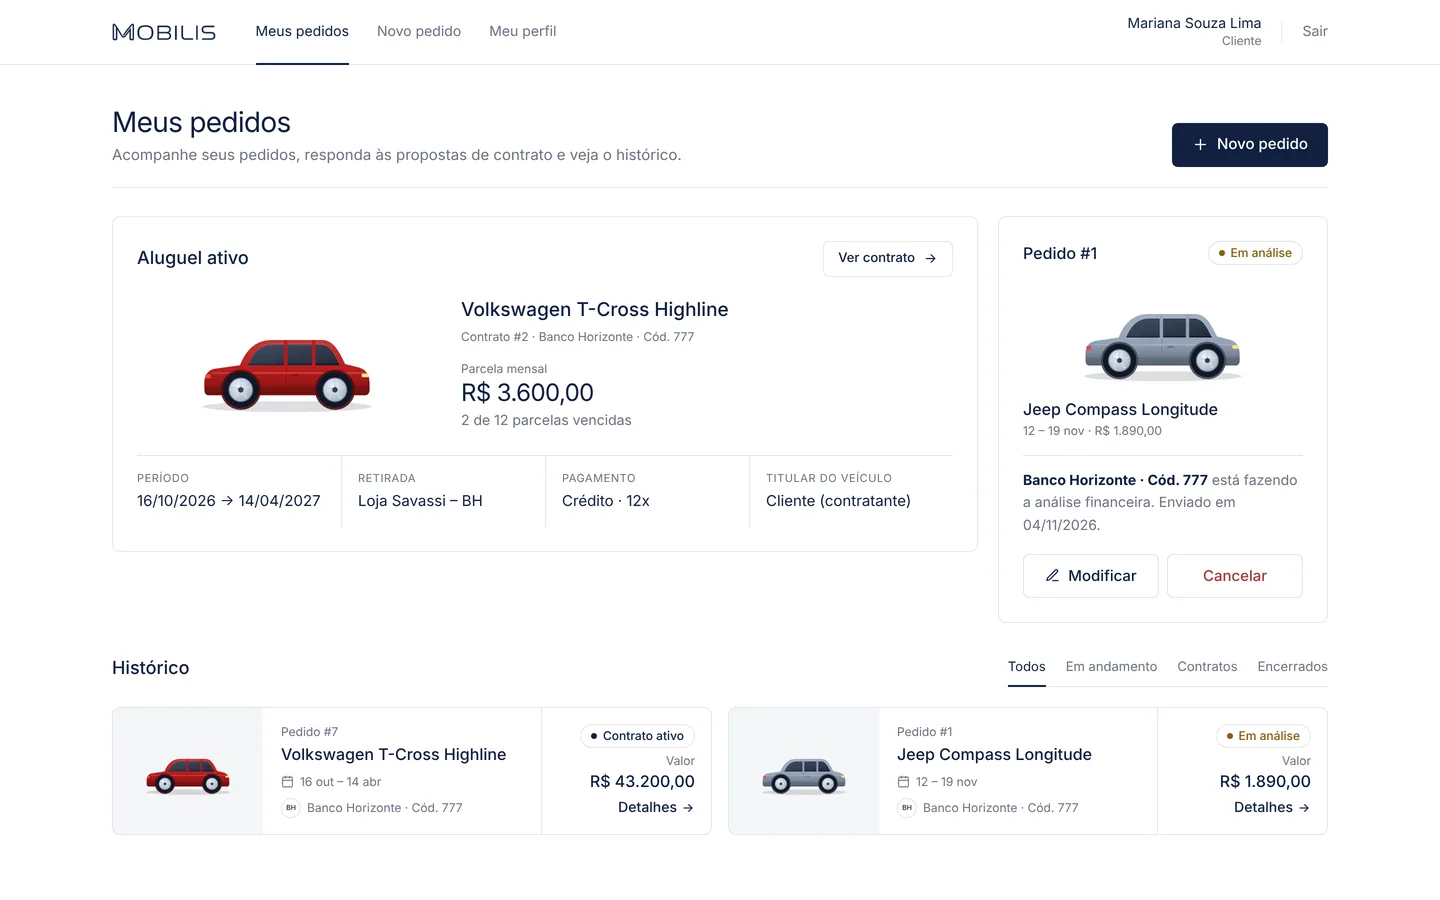 MOBILIS
Meus pedidos
Novo pedido
Meu perfil
Mariana Souza Lima
Cliente
Sair
Meus pedidos
Acompanhe seus pedidos, responda às propostas de contrato e veja o histórico.
+ Novo pedido
Aluguel ativo
Ver contrato →
Volkswagen T-Cross Highline
Contrato #2 · Banco Horizonte · Cód. 777
Parcela mensal
R$ 3.600,00
2 de 12 parcelas vencidas
PERÍODO
16/10/2026 → 14/04/2027
RETIRADA
Loja Savassi – BH
PAGAMENTO
Crédito · 12x
TITULAR DO VEÍCULO
Cliente (contratante)
Pedido #1
Em análise
Jeep Compass Longitude
12 – 19 nov · R$ 1.890,00
Banco Horizonte · Cód. 777 está fazendo
a análise financeira. Enviado em
04/11/2026.
Modificar
Cancelar
Histórico
Todos
Em andamento
Contratos
Encerrados
Pedido #7
Volkswagen T-Cross Highline
16 out – 14 abr
BH Banco Horizonte · Cód. 777
Contrato ativo
Valor
R$ 43.200,00
Detalhes →
Pedido #1
Jeep Compass Longitude
12 – 19 nov
BH Banco Horizonte · Cód. 777
Em análise
Valor
R$ 1.890,00
Detalhes →